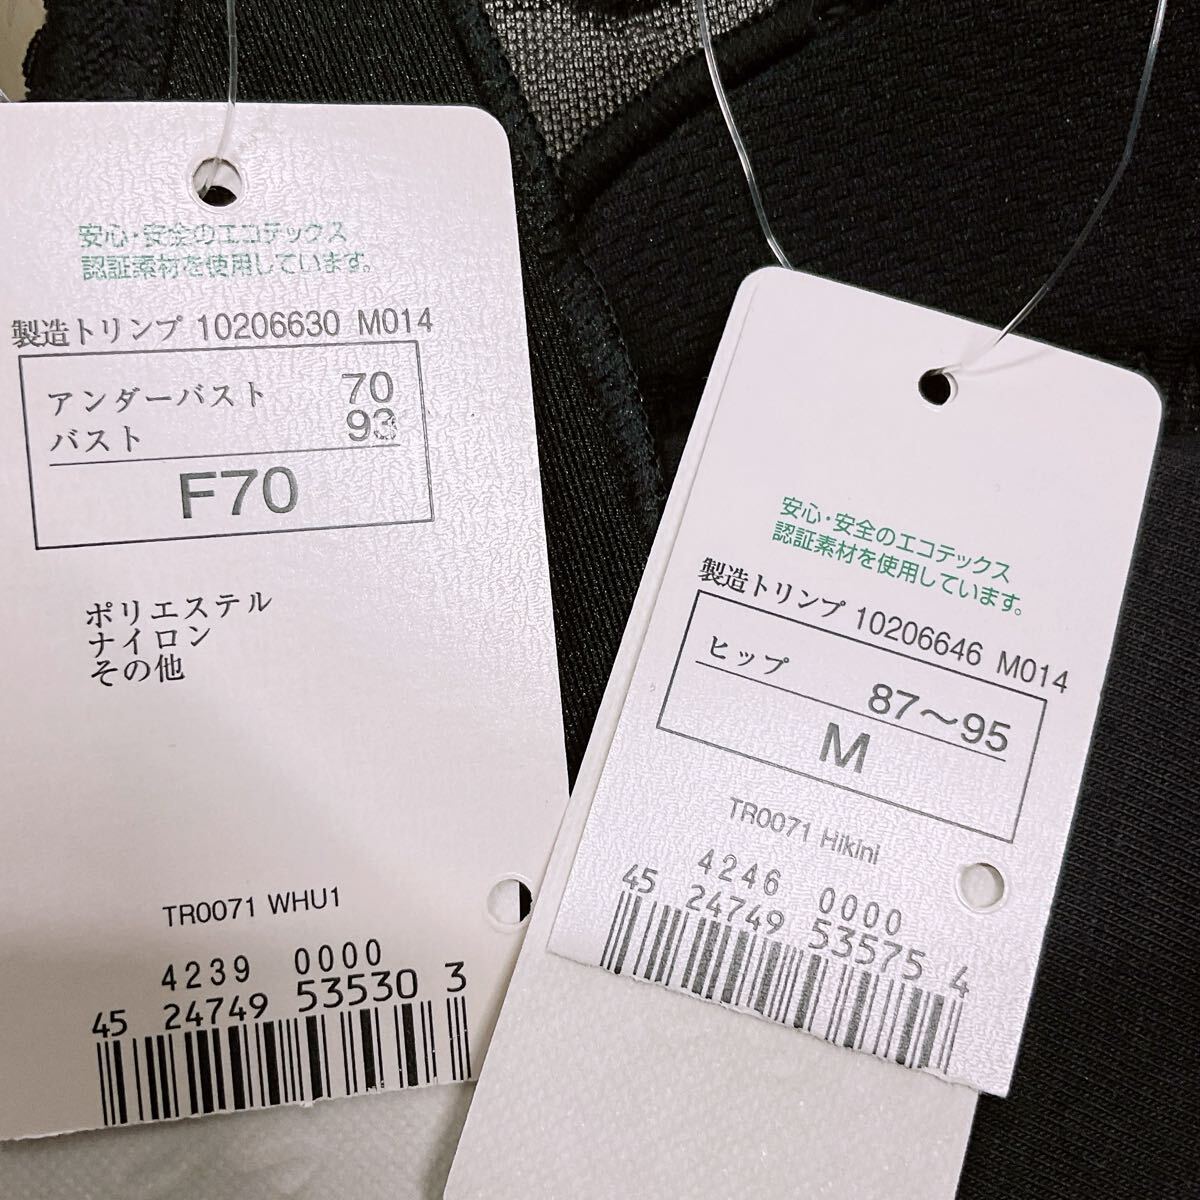 安心・安全のエコテックス
認証素材を使用しています。
製造トリンプ 10206630 M014
アンダーバスト 70
バスト 93
F70
ポリエステル
ナイロン
その他
TR0071 WHU1
4239 0000
45 24749 53530 3
安心・安全のエコテックス
認証素材を使用しています。
製造トリンプ 10206646 M014
ヒップ 87～95
M
TR0071 Hikini
4246 0000
45 24749 53575 4